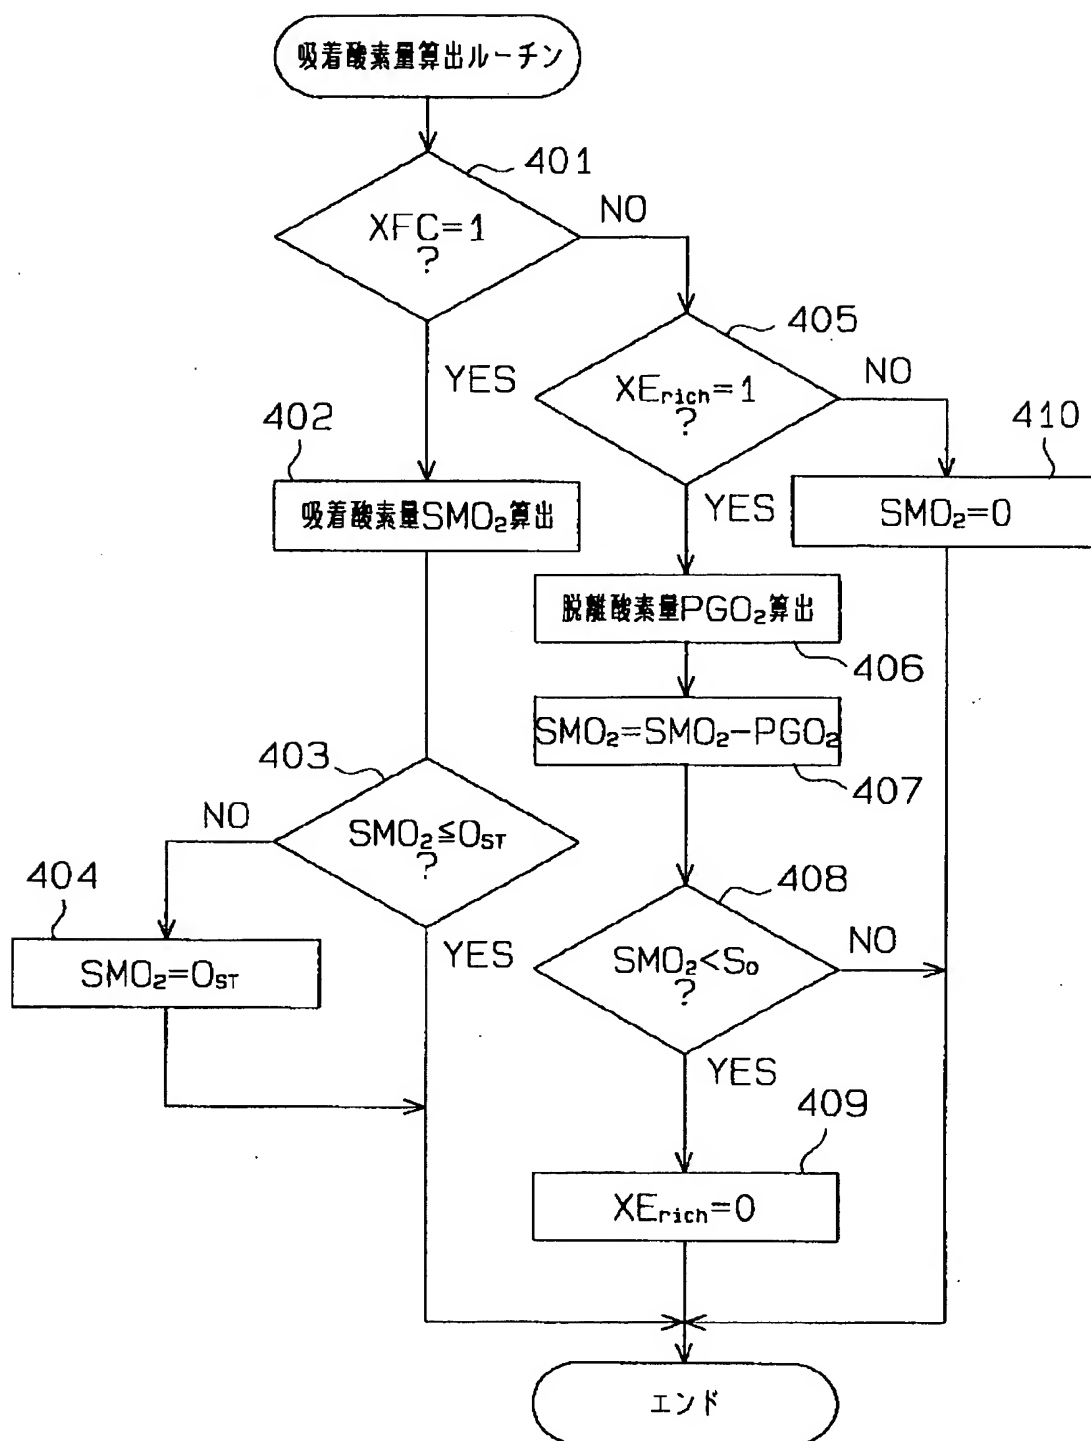 吸着酸素量算出ルーチン
401
XFC=1
?
NO
YES
405
XErich=1
?
NO
YES
402
吸着酸素量SMO₂算出
410
SMO₂=0
脱離酸素量PGO₂算出
406
SMO₂=SMO₂-PGO₂
407
403
SMO₂≦OST
?
NO
YES
404
SMO₂=OST
408
SMO₂<S₀
?
NO
YES
409
XErich=0
エンド